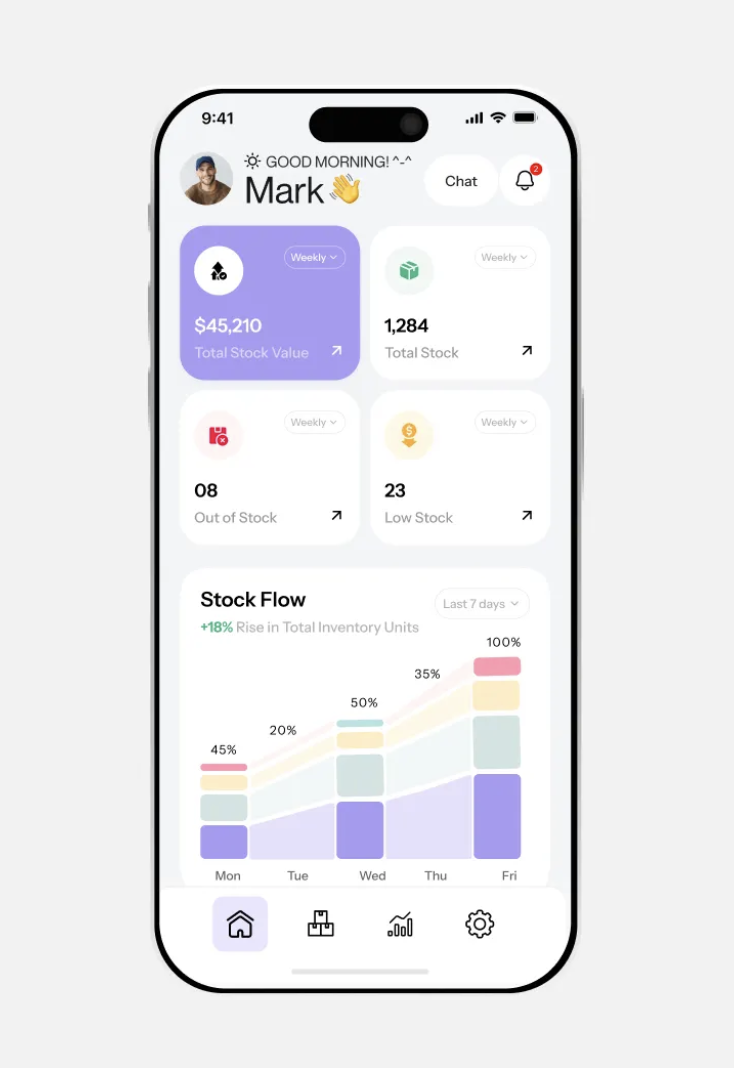 9:41
GOOD MORNING! ^-^
Mark 👋
Chat
2
Weekly
$45,210
Total Stock Value
Weekly
1,284
Total Stock
Weekly
08
Out of Stock
Weekly
23
Low Stock
Stock Flow
Last 7 days
+18% Rise in Total Inventory Units
100%
35%
50%
20%
45%
Mon Tue Wed Thu Fri